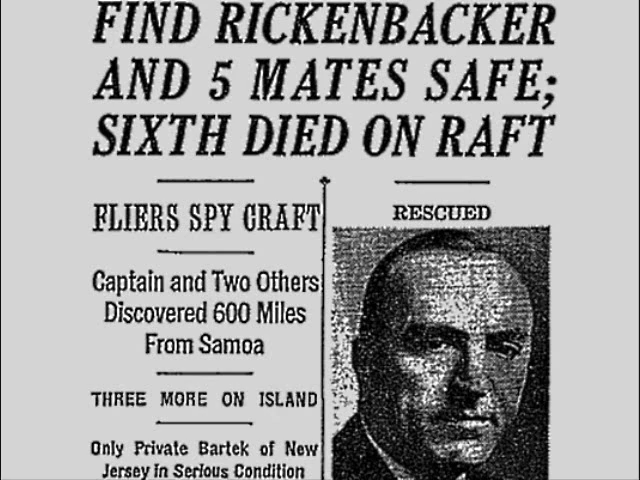 FIND RICKENBACKER
AND 5 MATES SAFE;
SIXTH DIED ON RAFT
FLIERS SPY CRAFT
Captain and Two Others
Discovered 600 Miles
From Samoa
THREE MORE ON ISLAND
Only Private Bartek of New
Jersey in Serious Condition
RESCUED